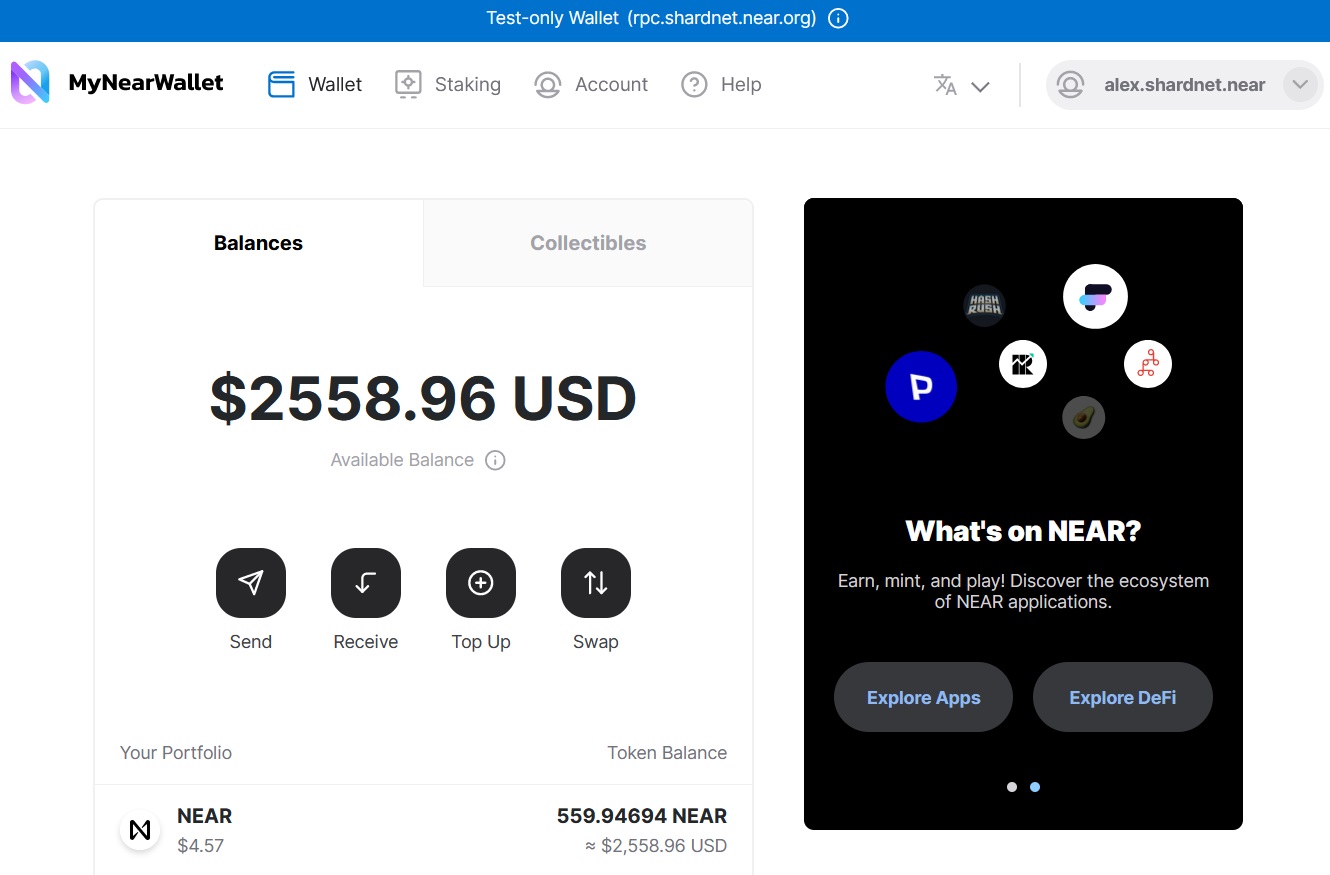 Test-only Wallet (rpc.shardnet.near.org)
MyNearWallet
Wallet
Staking
Account
Help
alex.shardnet.near
Balances
Collectibles
$2558.96 USD
Available Balance
Send
Receive
Top Up
Swap
Your Portfolio
Token Balance
NEAR
559.94694 NEAR
$4.57
≈ $2,558.96 USD
HASH
RUSH
What's on NEAR?
Earn, mint, and play! Discover the ecosystem
of NEAR applications.
Explore Apps
Explore DeFi